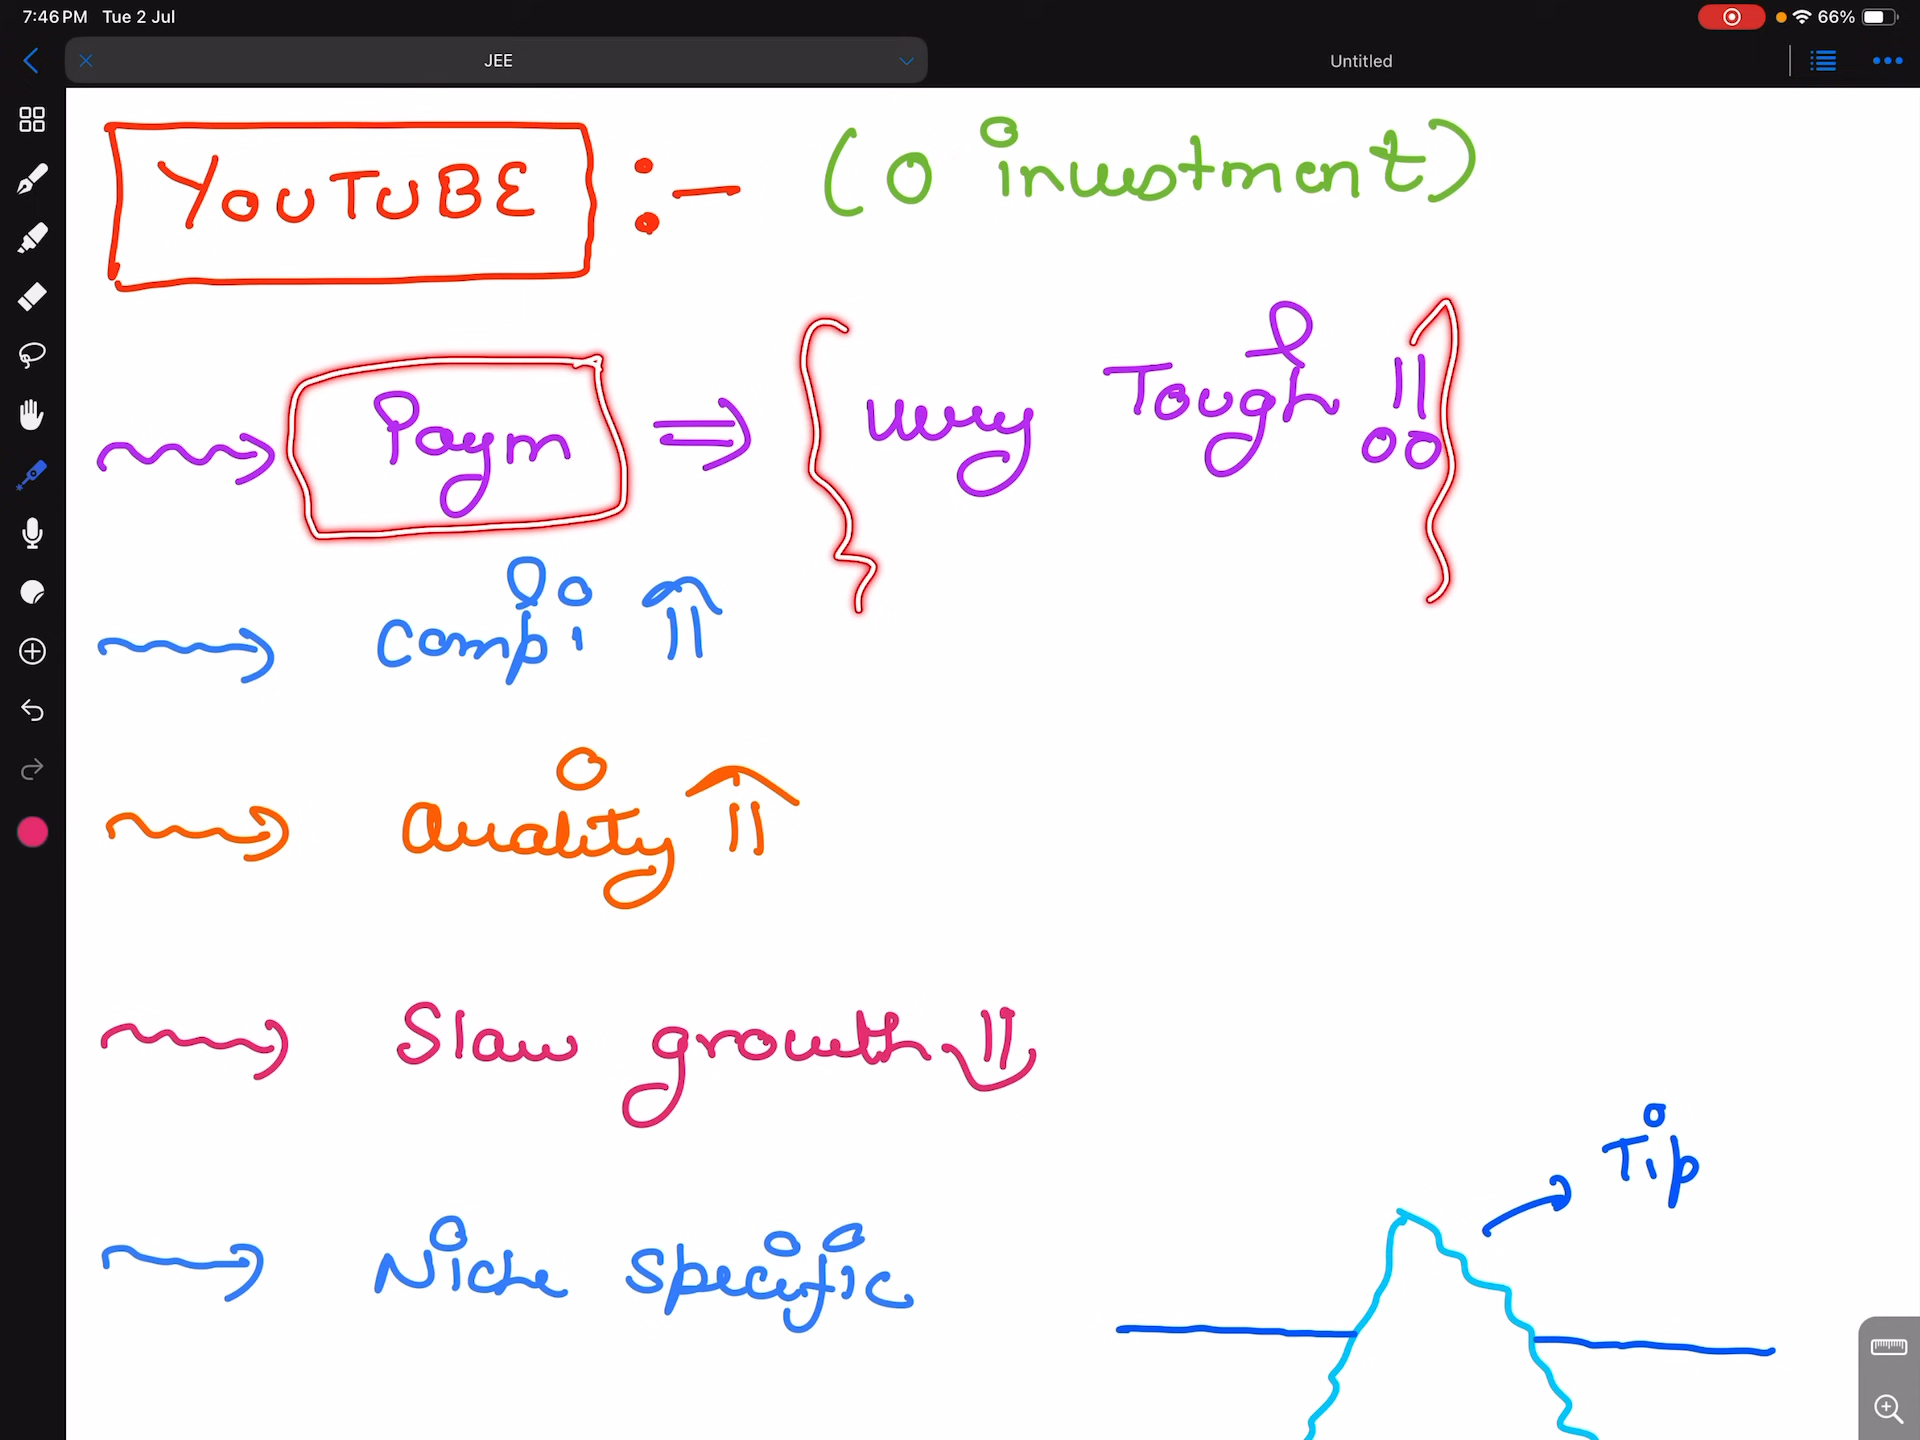 7:46 PM Tue 2 Jul 66%
JEE Untitled
YOUTUBE :- (0 investment)
Paym ⇒ { Very Tough !! }
Compi ⇑
Quality ⇑
Slow growth ⇓
Tip
Niche specific